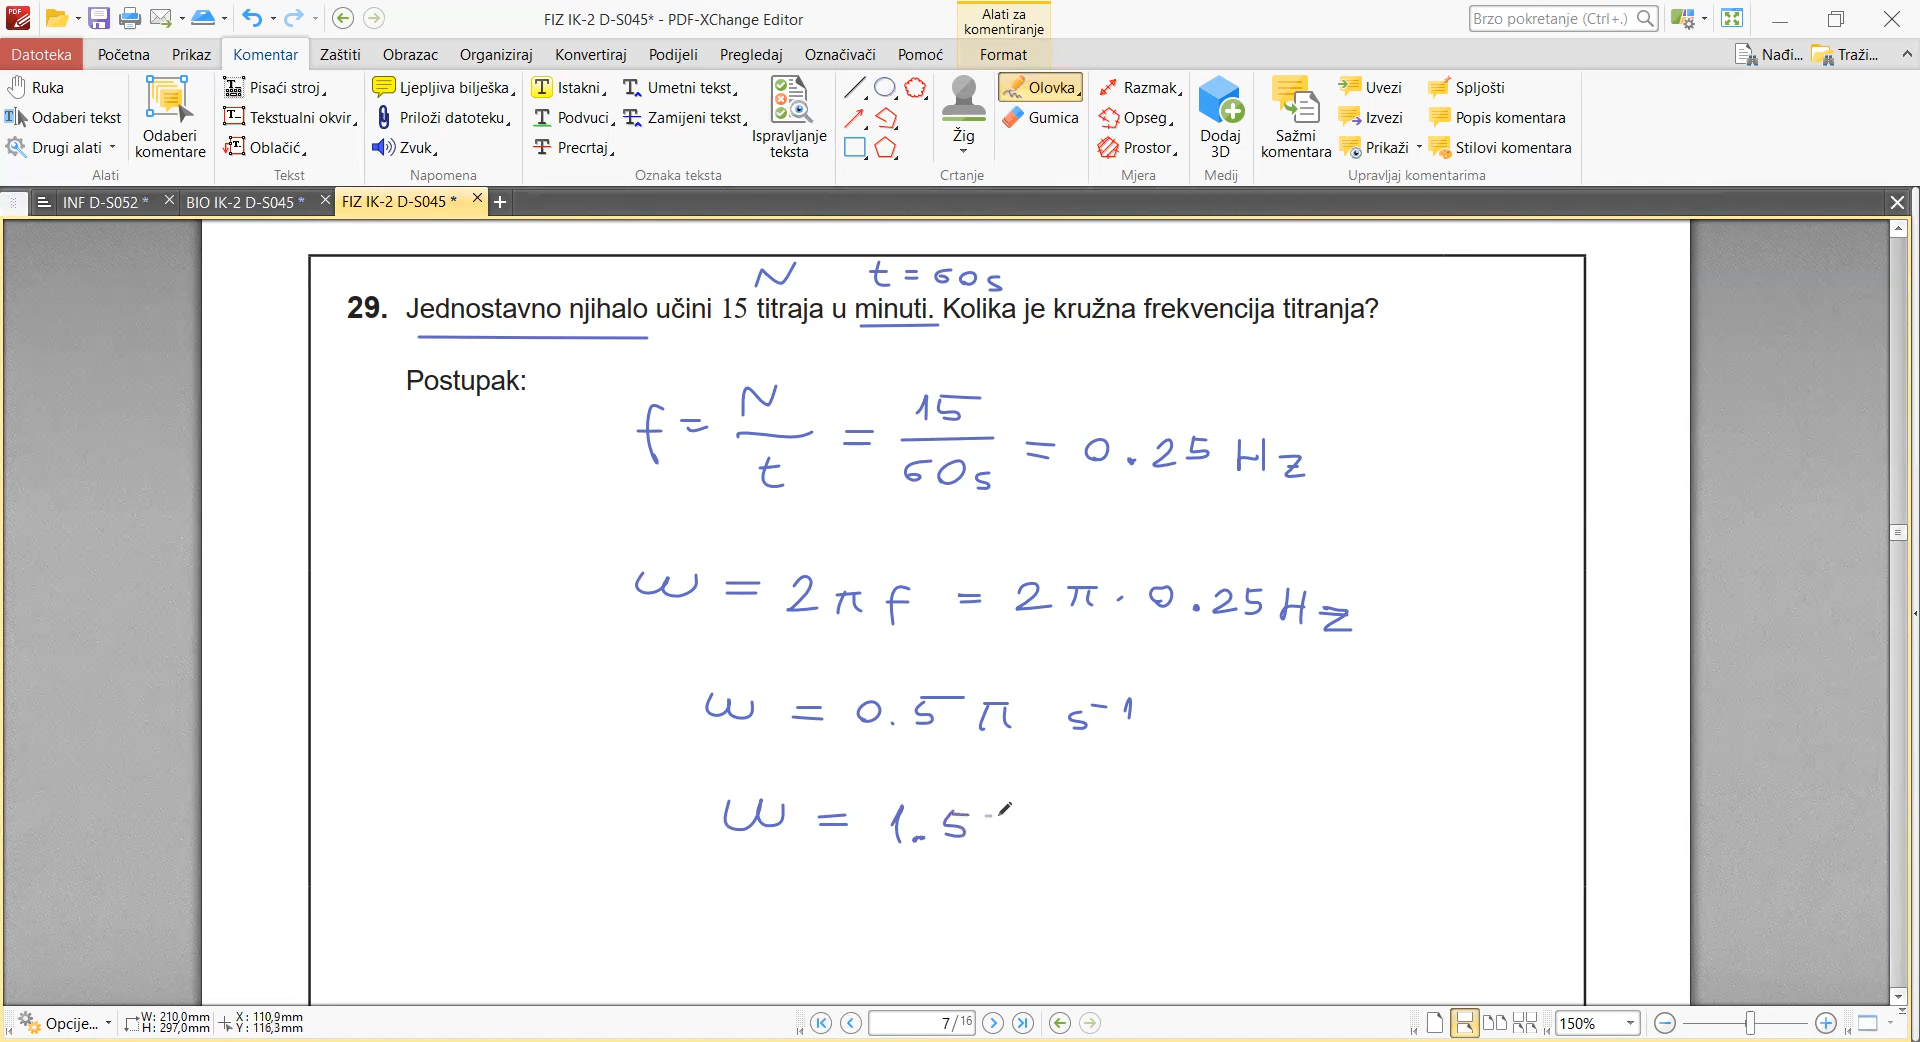 FIZ IK-2 D-S045* - PDF-XChange Editor
Alati za komentiranje
Brzo pokretanje (Ctrl+.)
Datoteka Početna Prikaz Komentar Zaštiti Obrazac Organiziraj Konvertiraj Podijeli Pregledaj Označivači Pomoć Format Nađi... Traži...
Ruka
Odaberi tekst
Drugi alati
Odaberi komentare
Alati
Pisaći stroj
Tekstualni okvir
Oblačić
Tekst
Ljepljiva bilješka
Priloži datoteku
Zvuk
Napomena
Istakni
Podvuci
Precrtaj
Umetni tekst
Zamijeni tekst
Ispravljanje teksta
Oznaka teksta
Žig
Olovka
Gumica
Crtanje
Razmak
Opseg
Prostor
Mjera
Dodaj 3D
Medij
Sažmi komentara
Uvezi
Izvezi
Prikaži
Spljošti
Popis komentara
Stilovi komentara
Upravljaj komentarima
INF D-S052 * BIO IK-2 D-S045 * FIZ IK-2 D-S045 *
N t = 60s
29. Jednostavno njihalo učini 15 titraja u minuti. Kolika je kružna frekvencija titranja?
Postupak:
f = N/t = 15/60s = 0.25 Hz
ω = 2πf = 2π · 0.25 Hz
ω = 0.5 π s⁻¹
ω = 1.5
Opcije... W: 210,0mm H: 297,0mm X: 110,9mm Y: 116,3mm 7 / 16 150%